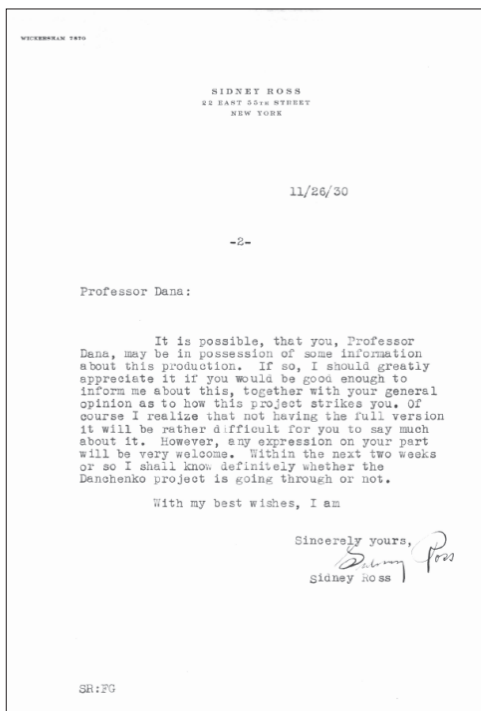 WICKERSHAM 7870
SIDNEY ROSS
22 EAST 55TH STREET
NEW YORK
11/26/30
-2-
Professor Dana:
It is possible, that you, Professor
Dana, may be in possession of some information
about this production. If so, I should greatly
appreciate it if you would be good enough to
inform me about this, together with your general
opinion as to how this project strikes you. Of
course I realize that not having the full version
it will be rather difficult for you to say much
about it. However, any expression on your part
will be very welcome. Within the next two weeks
or so I shall know definitely whether the
Danchenko project is going through or not.
With my best wishes, I am
Sincerely yours,
Sidney Ross
Sidney Ross
SR:FG